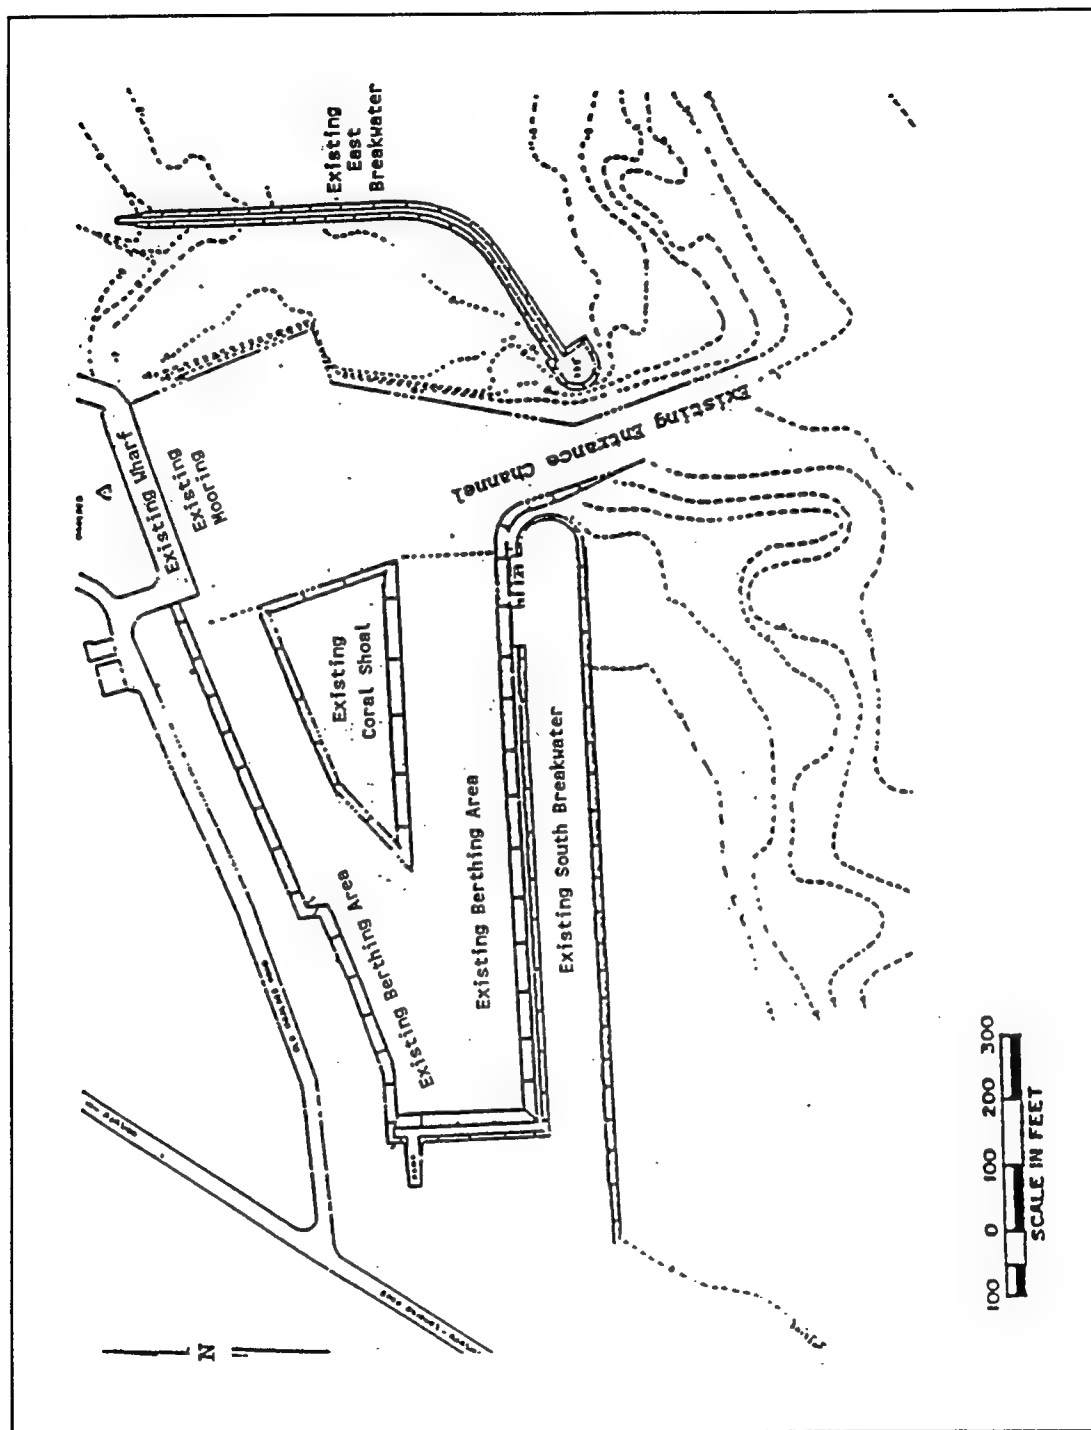 Existing
East
Breakwater
Existing Wharf
Existing
Mooring
Existing Entrance Channel
Existing
Coral Shoal
Existing Berthing Area
Existing Berthing Area
Existing South Breakwater
N
100 0 100 200 300
SCALE IN FEET